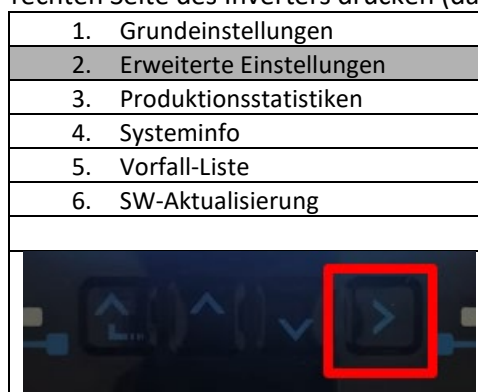 rechten Seite des Inverters drücken (da
1. Grundeinstellungen
2. Erweiterte Einstellungen
3. Produktionsstatistiken
4. Systeminfo
5. Vorfall-Liste
6. SW-Aktualisierung